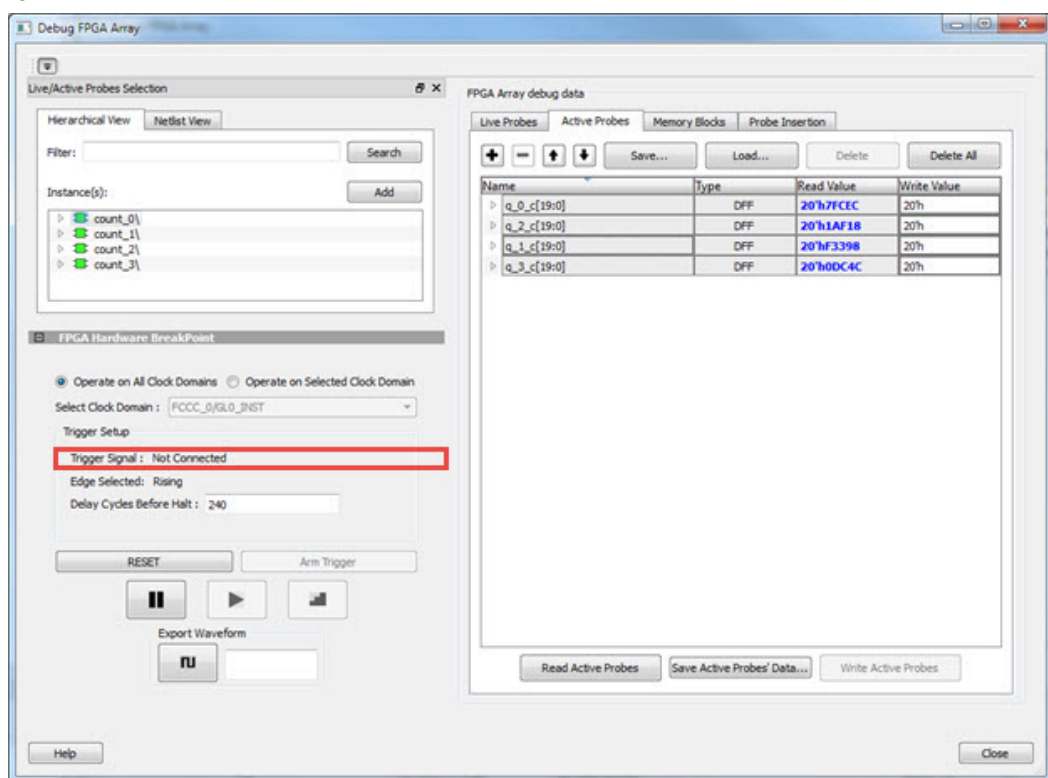 Debug FPGA Array
Live/Active Probes Selection
Hierarchical View Netlist View
Filter: Search
Instance(s): Add
count_0\
count_1\
count_2\
count_3\
FPGA Hardware BreakPoint
Operate on All Clock Domains Operate on Selected Clock Domain
Select Clock Domain : FCCC_0/GL0_INST
Trigger Setup
Trigger Signal : Not Connected
Edge Selected: Rising
Delay Cycles Before Halt : 240
RESET Arm Trigger
Export Waveform
FPGA Array debug data
Live Probes Active Probes Memory Blocks Probe Insertion
Save... Load... Delete Delete All
Name Type Read Value Write Value
q_0_c[19:0] DFF 20'h7FCEC 20'h
q_2_c[19:0] DFF 20'h1AF18 20'h
q_1_c[19:0] DFF 20'hF3398 20'h
q_3_c[19:0] DFF 20'h0DC4C 20'h
Read Active Probes Save Active Probes' Data... Write Active Probes
Help Close